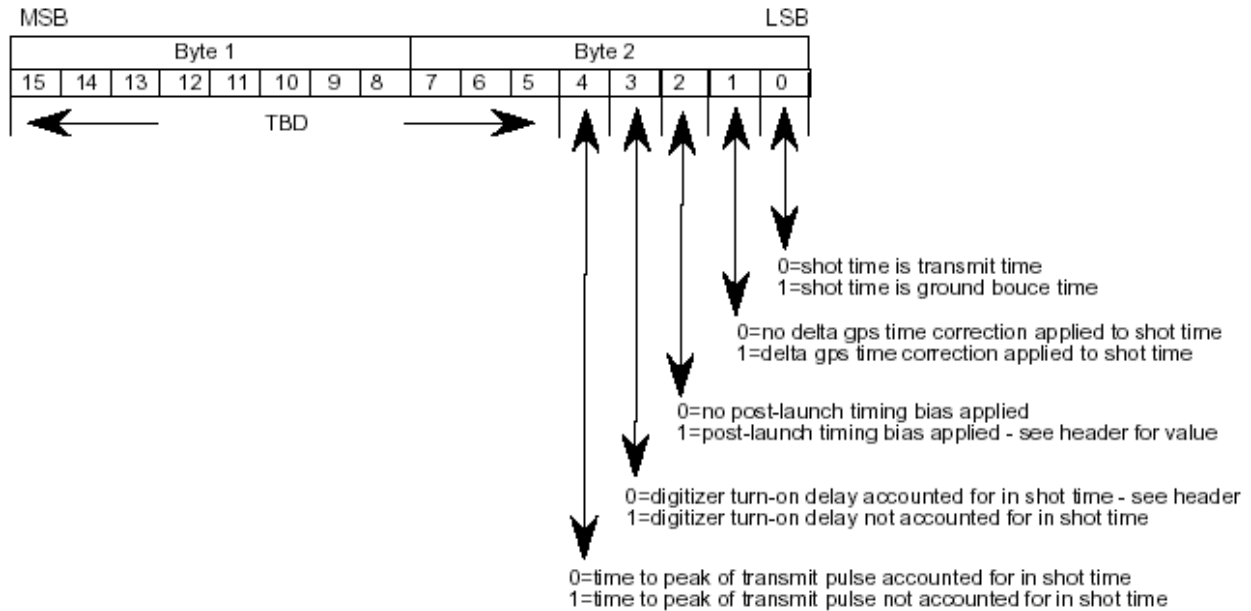 MSB LSB
Byte 1 Byte 2
15 14 13 12 11 10 9 8 7 6 5 4 3 2 1 0
TBD
0=shot time is transmit time
1=shot time is ground bouce time
0=no delta gps time correction applied to shot time
1=delta gps time correction applied to shot time
0=no post-launch timing bias applied
1=post-launch timing bias applied - see header for value
0=digitizer turn-on delay accounted for in shot time - see header
1=digitizer turn-on delay not accounted for in shot time
0=time to peak of transmit pulse accounted for in shot time
1=time to peak of transmit pulse not accounted for in shot time